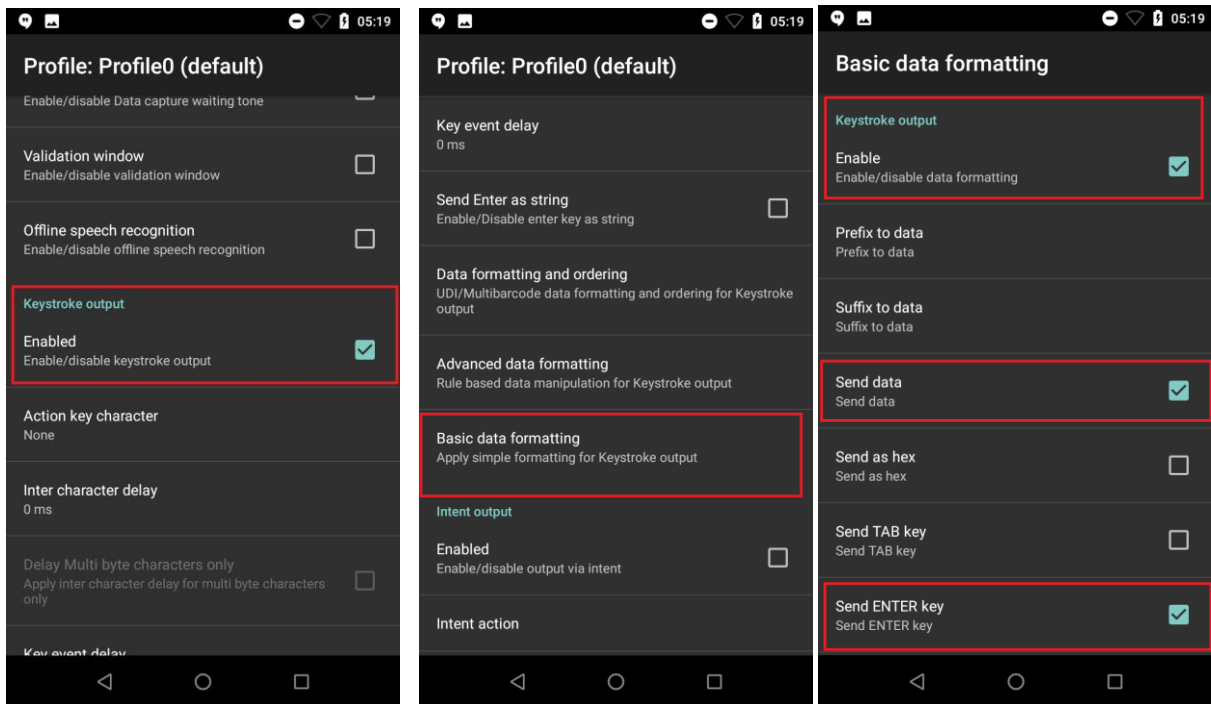 05:19
Profile: Profile0 (default)
Enable/disable Data capture waiting tone
Validation window
Enable/disable validation window
Offline speech recognition
Enable/disable offline speech recognition
Keystroke output
Enabled
Enable/disable keystroke output
Action key character
None
Inter character delay
0 ms
Delay Multi byte characters only
Apply inter character delay for multi byte characters
only
Key event delay
05:19
Profile: Profile0 (default)
Key event delay
0 ms
Send Enter as string
Enable/Disable enter key as string
Data formatting and ordering
UDI/Multibarcode data formatting and ordering for Keystroke
output
Advanced data formatting
Rule based data manipulation for Keystroke output
Basic data formatting
Apply simple formatting for Keystroke output
Intent output
Enabled
Enable/disable output via intent
Intent action
05:19
Basic data formatting
Keystroke output
Enable
Enable/disable data formatting
Prefix to data
Prefix to data
Suffix to data
Suffix to data
Send data
Send data
Send as hex
Send as hex
Send TAB key
Send TAB key
Send ENTER key
Send ENTER key